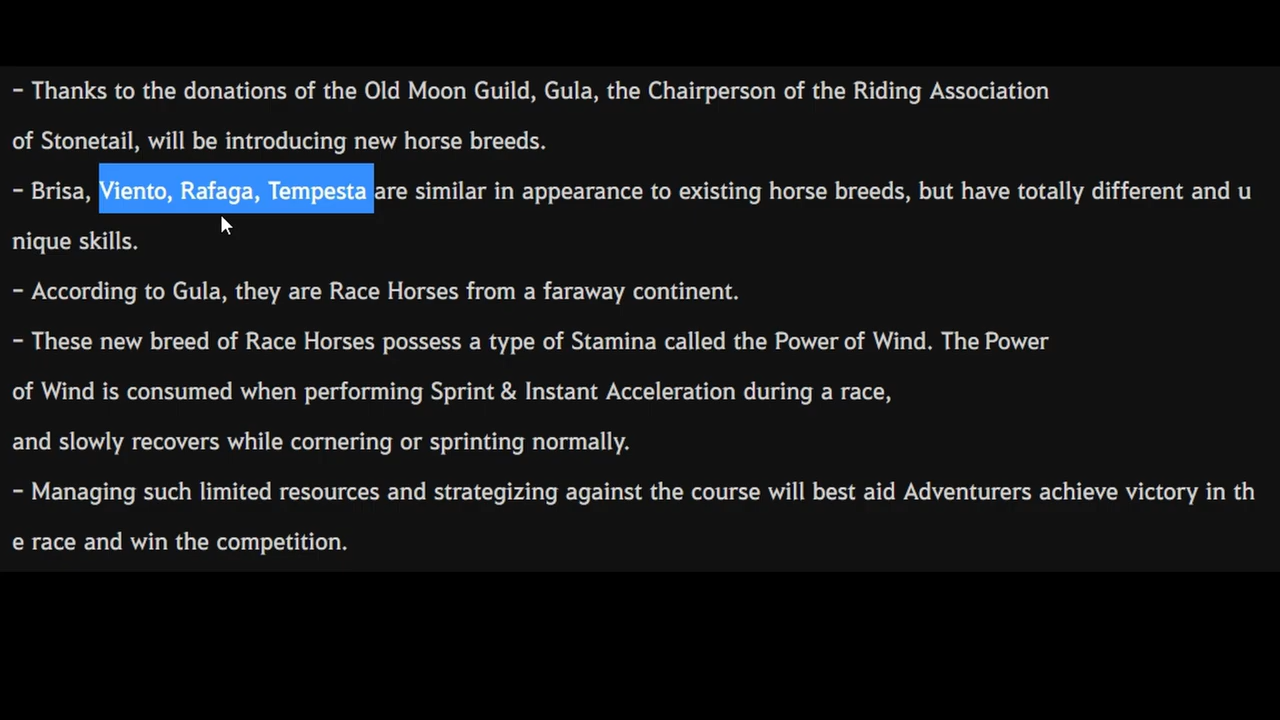 - Thanks to the donations of the Old Moon Guild, Gula, the Chairperson of the Riding Association
of Stonetail, will be introducing new horse breeds.
- Brisa, Viento, Rafaga, Tempesta are similar in appearance to existing horse breeds, but have totally different and u
nique skills.
- According to Gula, they are Race Horses from a faraway continent.
- These new breed of Race Horses possess a type of Stamina called the Power of Wind. The Power
of Wind is consumed when performing Sprint & Instant Acceleration during a race,
and slowly recovers while cornering or sprinting normally.
- Managing such limited resources and strategizing against the course will best aid Adventurers achieve victory in th
e race and win the competition.